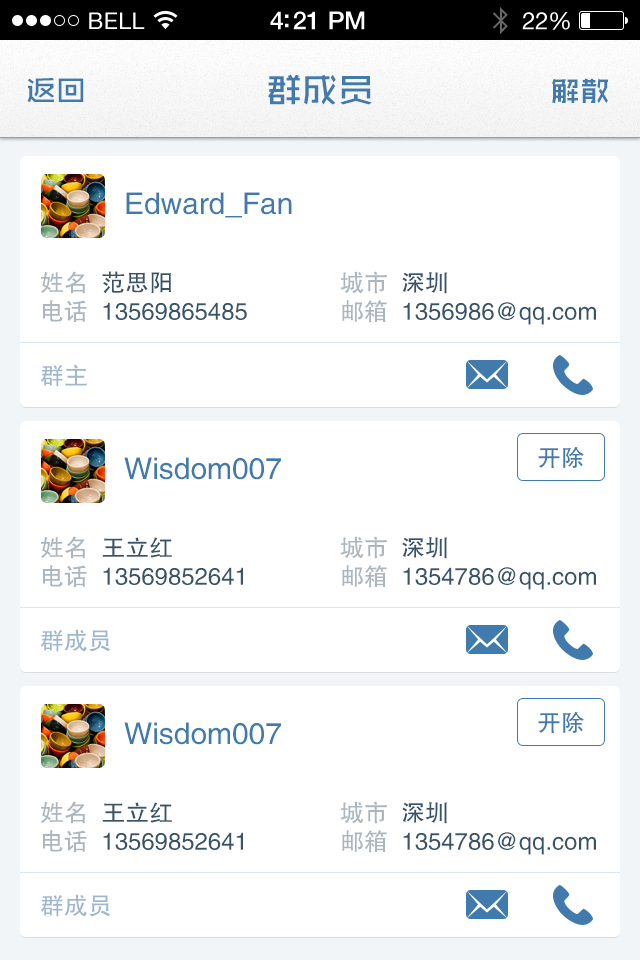 BELL 4:21 PM 22%
返回 群成员 解散
Edward_Fan
姓名 范思阳 城市 深圳
电话 13569865485 邮箱 1356986@qq.com
群主
Wisdom007 开除
姓名 王立红 城市 深圳
电话 13569852641 邮箱 1354786@qq.com
群成员
Wisdom007 开除
姓名 王立红 城市 深圳
电话 13569852641 邮箱 1354786@qq.com
群成员